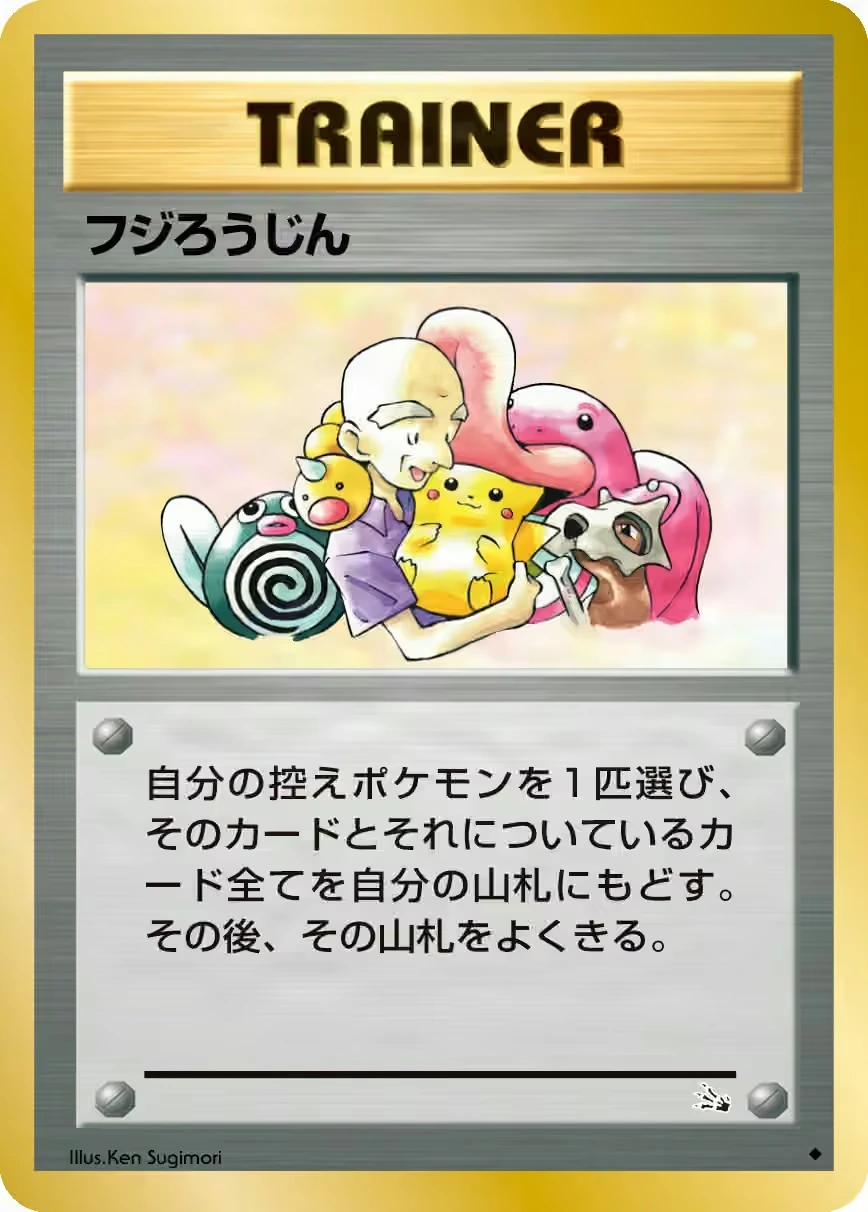 TRAINER
フジろうじん
自分の控えポケモンを1匹選び、
そのカードとそれについているカ
ード全てを自分の山札にもどす。
その後、その山札をよくきる。
Illus.Ken Sugimori